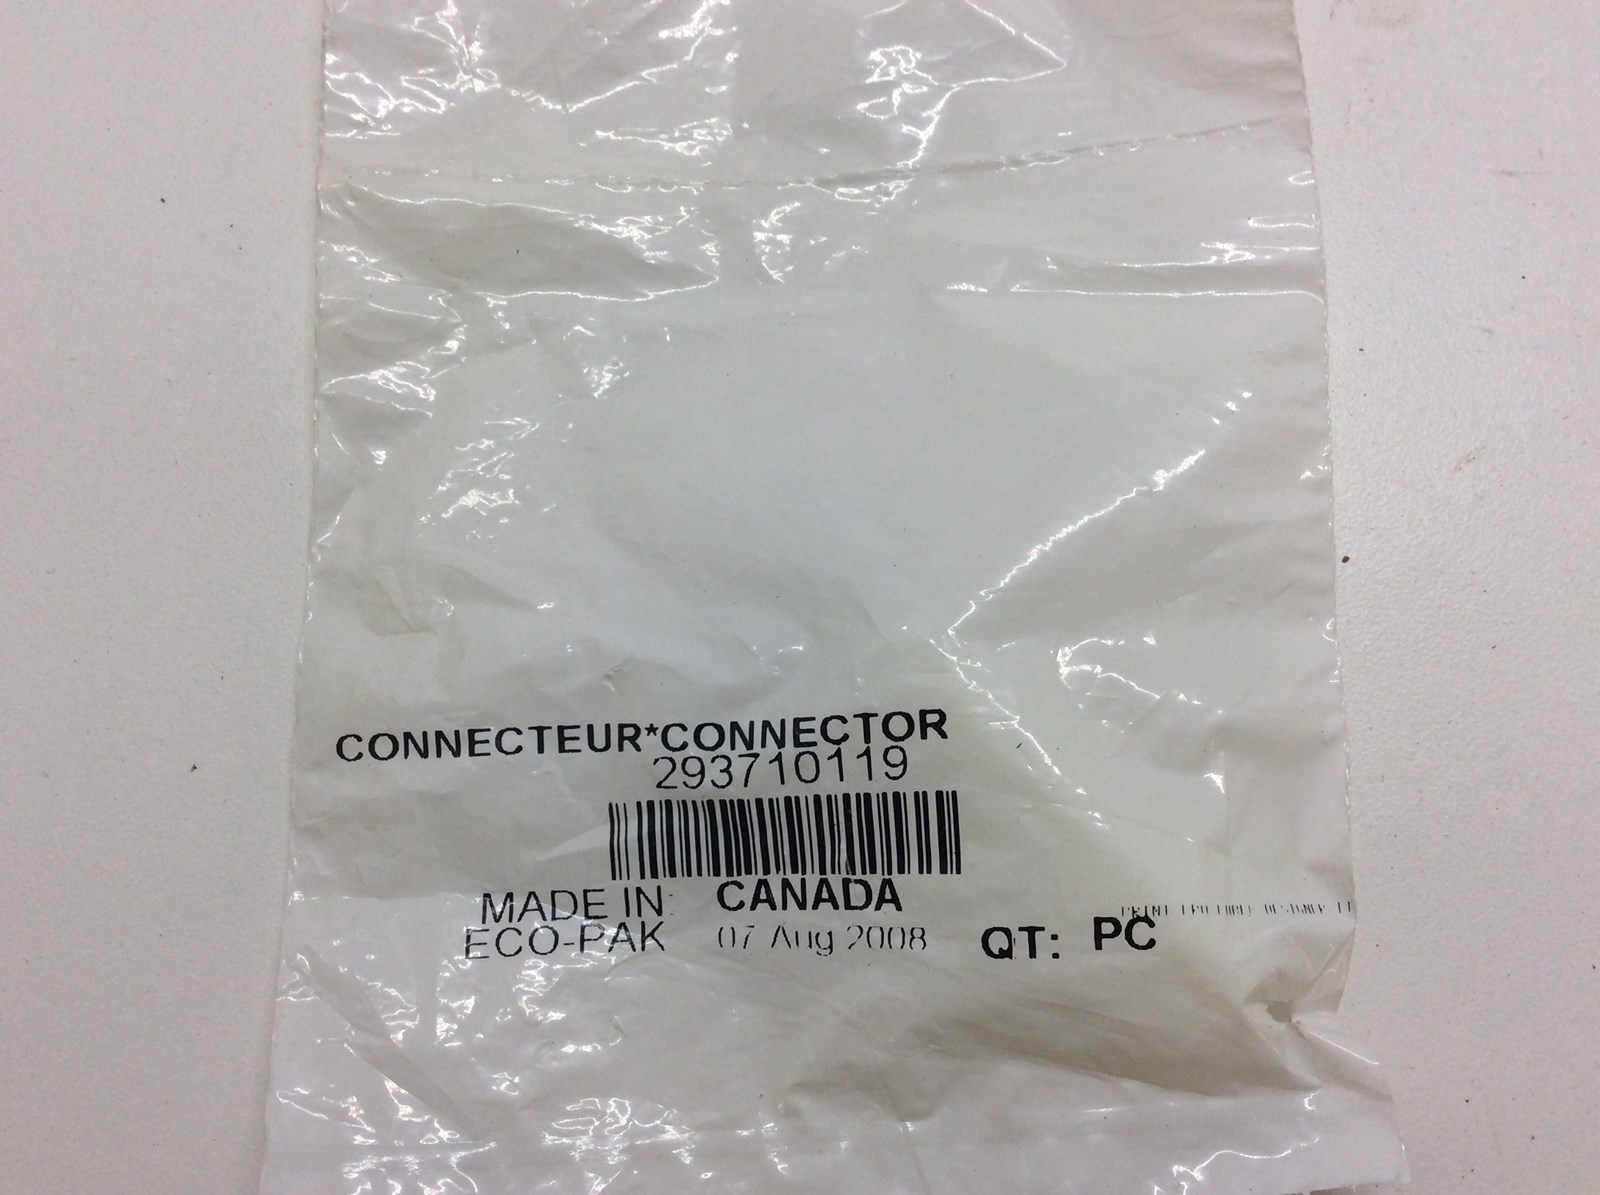 CONNECTEUR*CONNECTOR
293710119
MADE IN: CANADA
ECO-PAK 07 Aug 2008 QT: PC